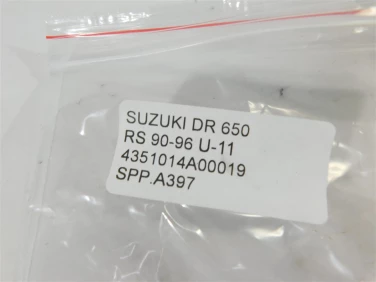 SUZUKI DR 650
RS 90-96 U-11
4351014A00019
SPP.A397